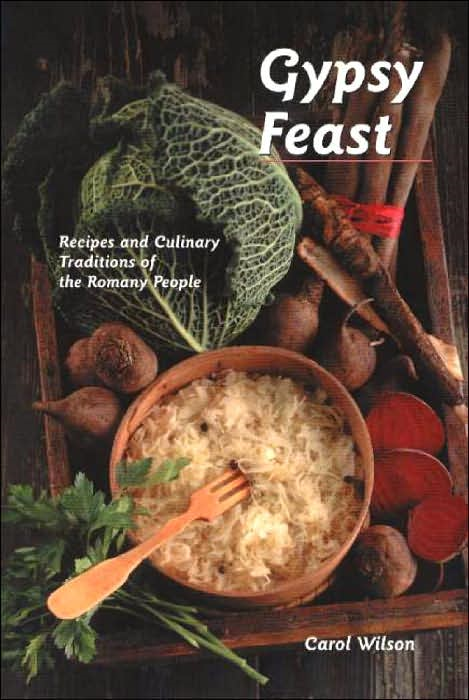 Gypsy
Feast
Recipes and Culinary
Traditions of
the Romany People
Carol Wilson